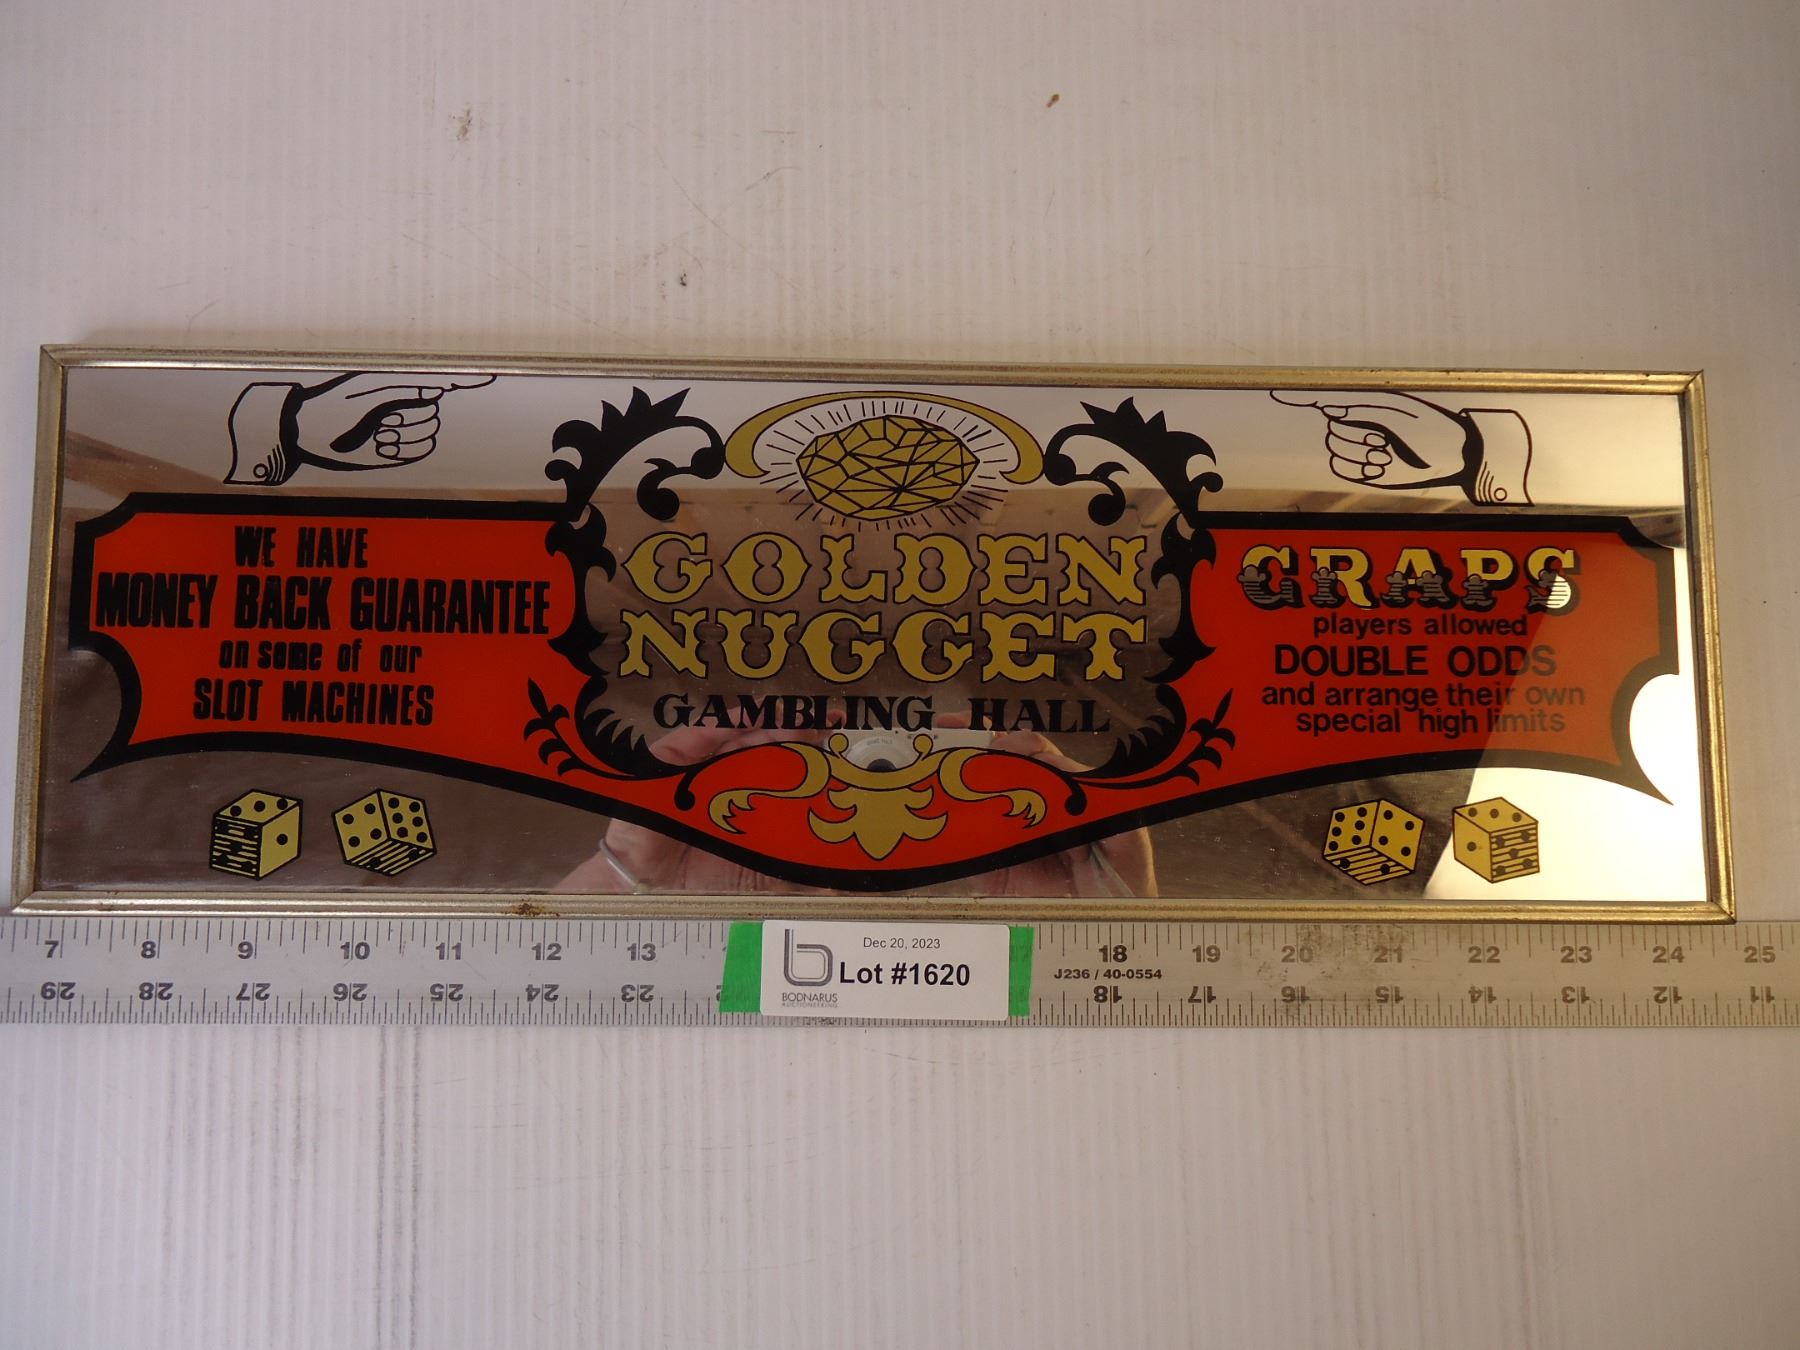 WE HAVE
MONEY BACK GUARANTEE
on some of our
SLOT MACHINES
GOLDEN
NUGGET
GAMBLING HALL
CRAPS
players allowed
DOUBLE ODDS
and arrange their own
special high limits
7 8 9 10 11 12 13 18 19 20 21 22 23 24 25
J236 / 40-0554
29 28 27 26 25 24 23 18 17 16 15 14 13 12 11
Dec 20, 2023
Lot #1620
BODNARUS
AUCTIONEERING